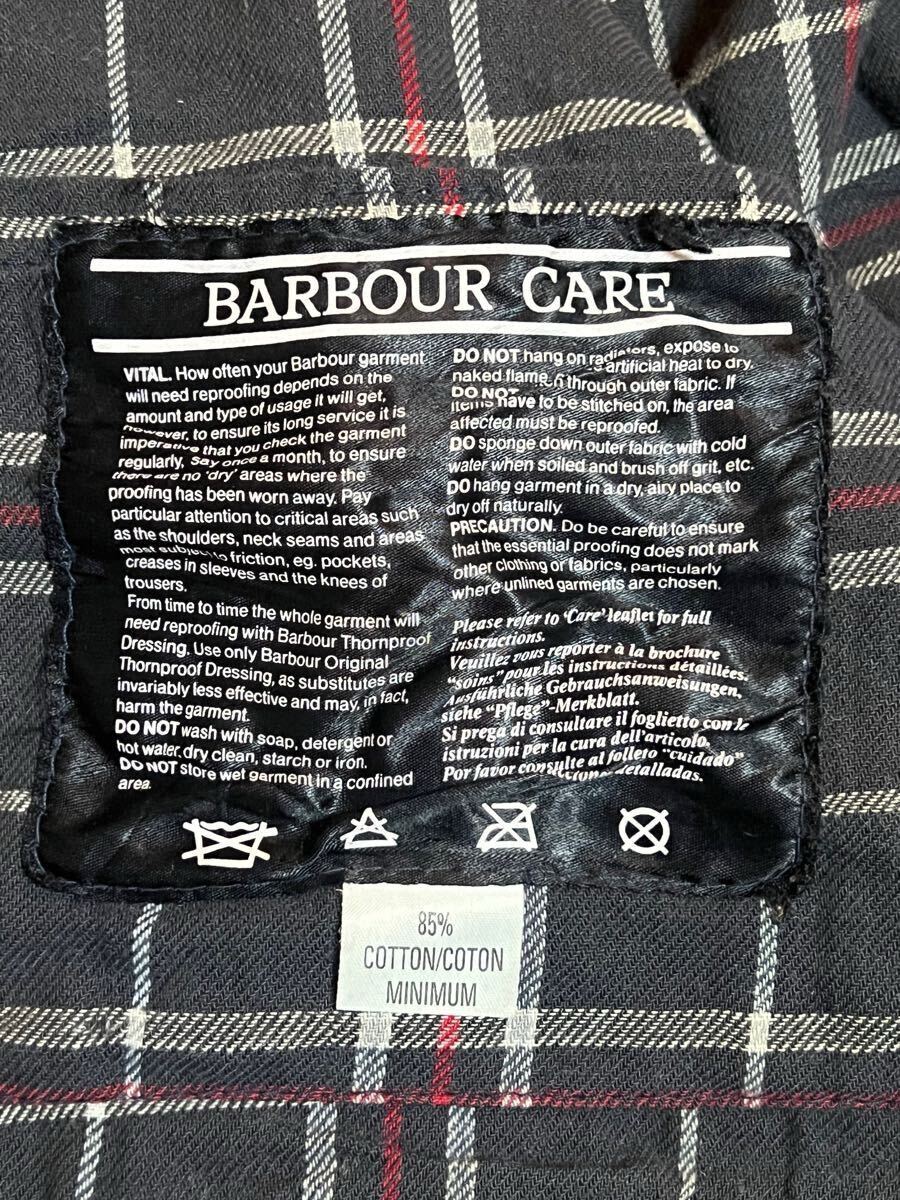 BARBOUR CARE
VITAL. How often your Barbour garment
will need reproofing depends on the
amount and type of usage it will get,
however, to ensure its long service it is
imperative that you check the garment
regularly, say once a month, to ensure
there are no 'dry' areas where the
proofing has been worn away. Pay
particular attention to critical areas such
as the shoulders, neck seams and areas
most subject to friction, eg. pockets,
creases in sleeves and the knees of
trousers.
From time to time the whole garment will
need reproofing with Barbour Thornproof
Dressing. Use only Barbour Original
Thornproof Dressing, as substitutes are
invariably less effective and may, in fact,
harm the garment.
DO NOT wash with soap, detergent or
hot water, dry clean, starch or iron.
DO NOT store wet garment in a confined
area.
DO NOT hang on radiators, expose to
naked flame artificial heat to dry.
DO NOT through outer fabric. If
items have to be stitched on, the area
affected must be reproofed.
DO sponge down outer fabric with cold
water when soiled and brush off grit, etc.
DO hang garment in a dry, airy place to
dry off naturally.
PRECAUTION. Do be careful to ensure
that the essential proofing does not mark
other clothing or fabrics, particularly
where unlined garments are chosen.
Please refer to 'Care' leaflet for full
instructions.
Veuillez vous reporter à la brochure
"soins" pour les instructions détaillées.
Ausführliche Gebrauchsanweisungen,
siehe "Pflege"-Merkblatt.
Si prega di consultare il foglietto con le
istruzioni per la cura dell'articolo.
Por favor consulte al folleto "cuidado"
detalladas.
85%
COTTON/COTON
MINIMUM